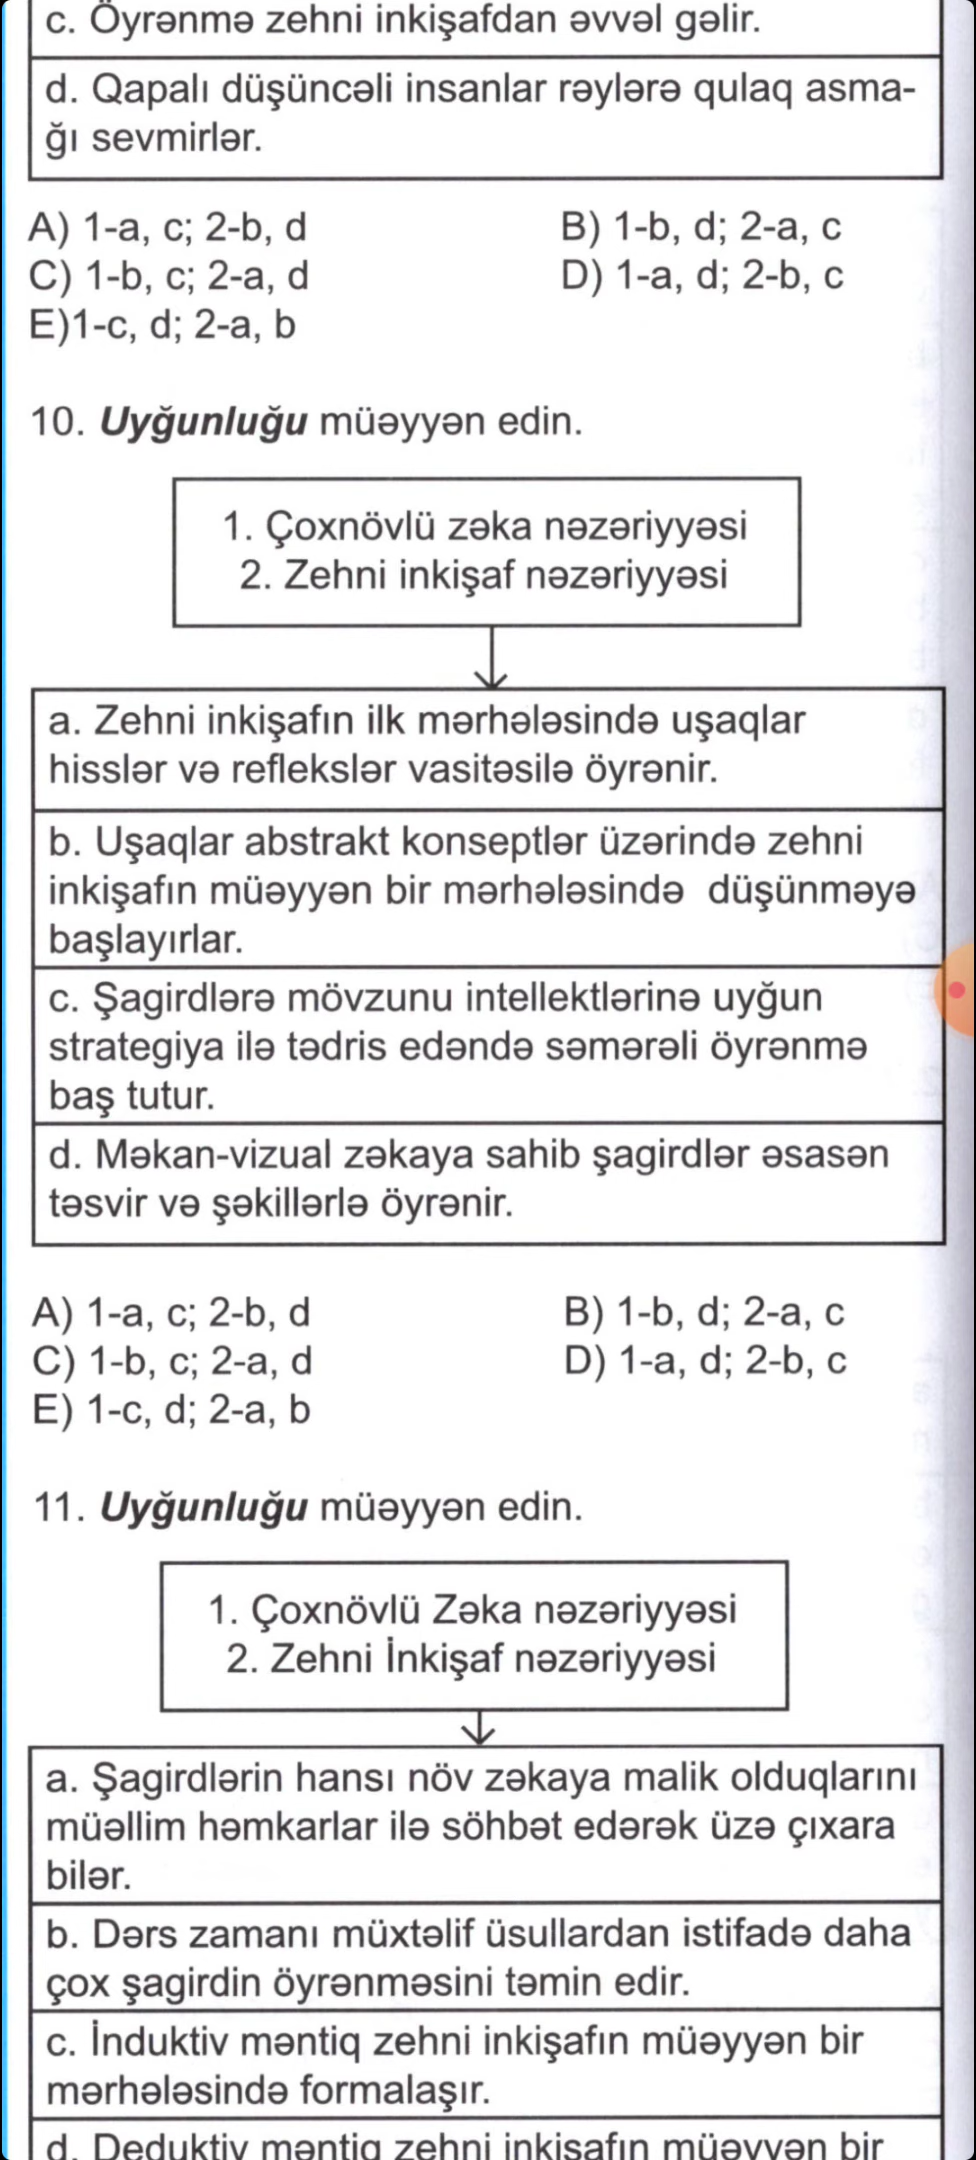 c. Öyrənmə zehni inkişafdan əvvəl gəlir.
d. Qapalı düşüncəli insanlar rəylərə qulaq asma-
ğı sevmirlər.
A) 1-a, c; 2-b, d
B) 1-b, d; 2-a, c
C) 1-b, c; 2-a, d
D) 1-a, d; 2-b, c
E)1-c, d; 2-a, b
10. Uyğunluğu müəyyən edin.
1. Çoxnövlü zəka nəzəriyyəsi
2. Zehni inkişaf nəzəriyyəsi
a. Zehni inkişafın ilk mərhələsində uşaqlar
hisslər və reflekslər vasitəsilə öyrənir.
b. Uşaqlar abstrakt konseptlər üzərində zehni
inkişafın müəyyən bir mərhələsində düşünməyə
başlayırlar.
c. Şagirdlərə mövzunu intellektlərinə uyğun
strategiya ilə tədris edəndə səmərəli öyrənmə
baş tutur.
d. Məkan-vizual zəkaya sahib şagirdlər əsasən
təsvir və şəkillərlə öyrənir.
A) 1-a, c; 2-b, d
B) 1-b, d; 2-a, c
C) 1-b, c; 2-a, d
D) 1-a, d; 2-b, c
E) 1-c, d; 2-a, b
11. Uyğunluğu müəyyən edin.
1. Çoxnövlü Zəka nəzəriyyəsi
2. Zehni İnkişaf nəzəriyyəsi
a. Şagirdlərin hansı növ zəkaya malik olduqlarını
müəllim həmkarlar ilə söhbət edərək üzə çıxara
bilər.
b. Dərs zamanı müxtəlif üsullardan istifadə daha
çox şagirdin öyrənməsini təmin edir.
c. İnduktiv məntiq zehni inkişafın müəyyən bir
mərhələsində formalaşır.
d. Deduktiv məntiq zehni inkişafın müəyyən bir